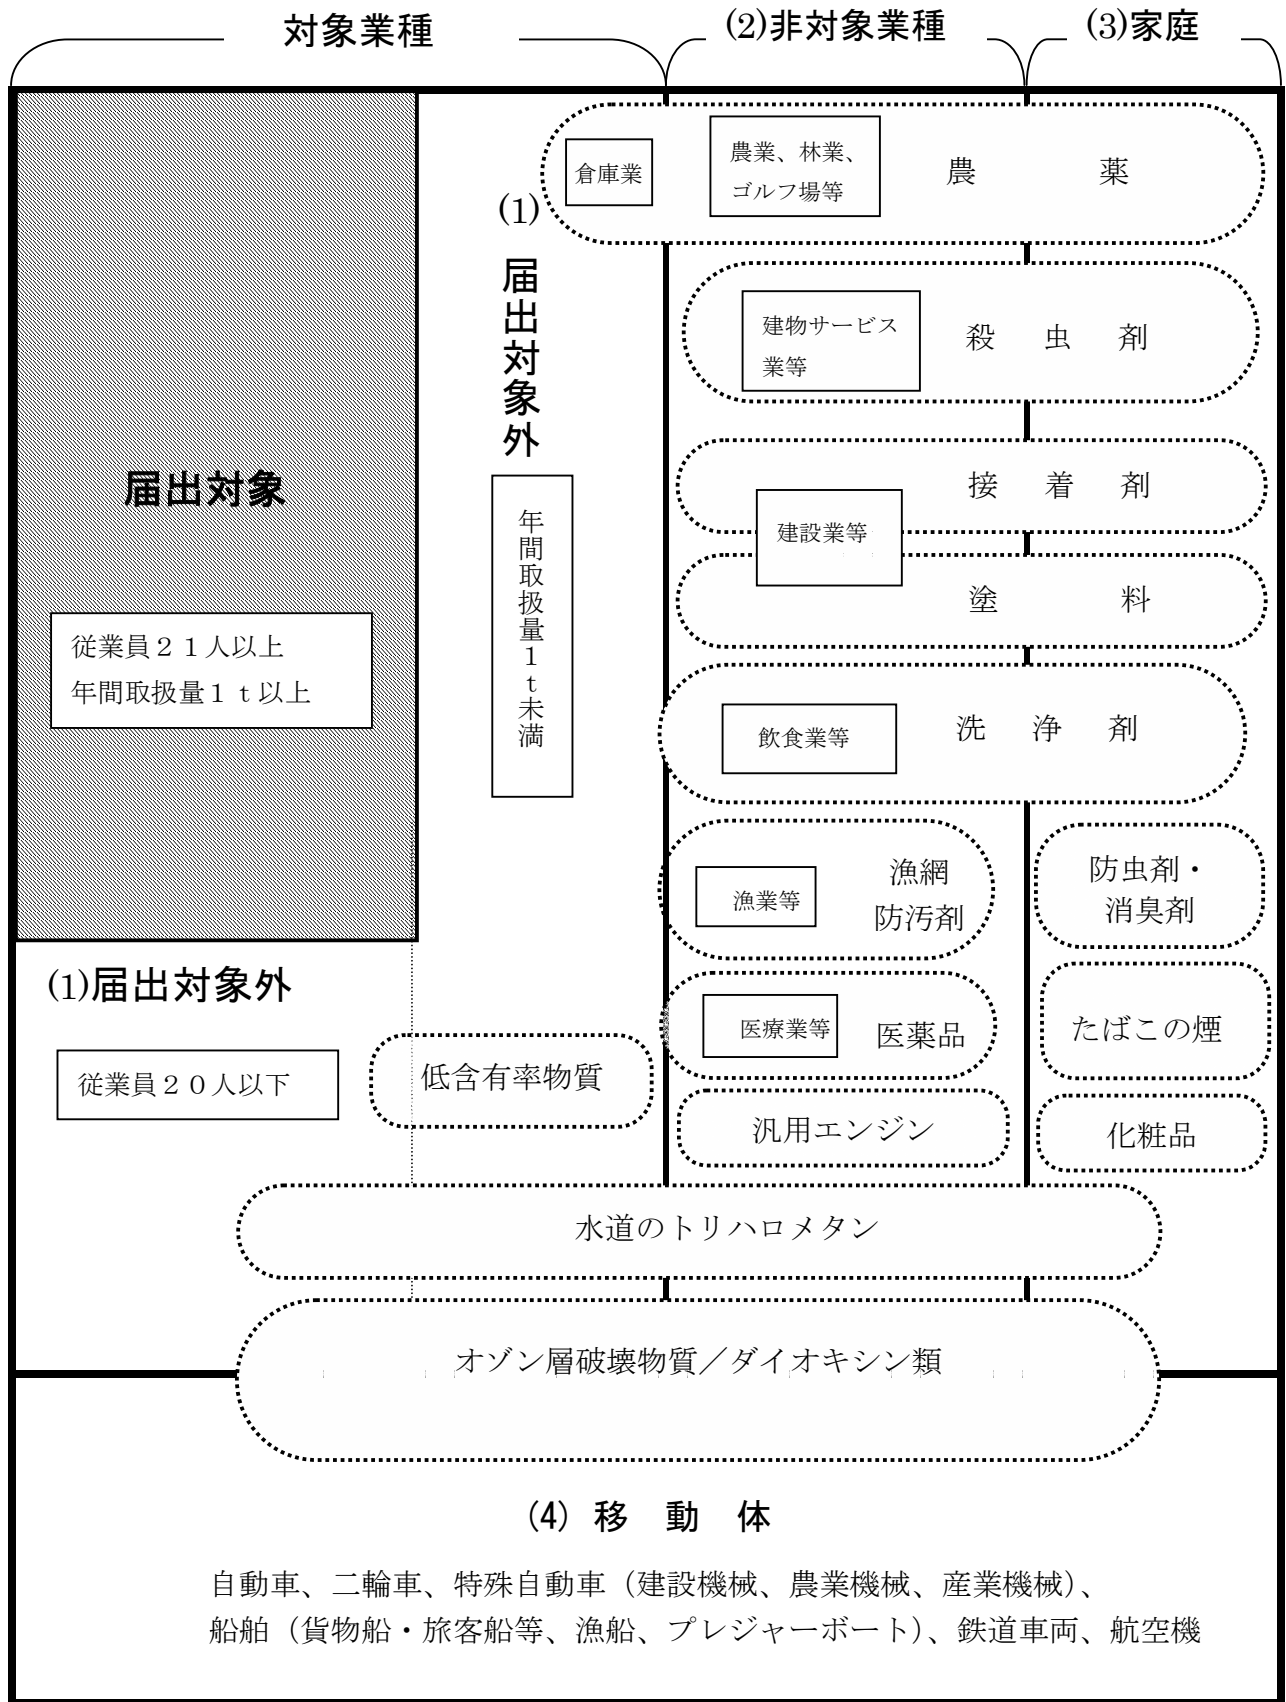 対象業種
(2)非対象業種
(3)家庭
倉庫業
農業、林業、
ゴルフ場等
農薬
(1)
届出対象外
建物サービス
業等
殺虫剤
届出対象
年間取扱量1t未満
接着剤
建設業等
塗料
従業員21人以上
年間取扱量1t以上
飲食業等
洗浄剤
漁業等
漁網
防汚剤
防虫剤・
消臭剤
(1)届出対象外
医療業等
医薬品
たばこの煙
従業員20人以下
低含有率物質
汎用エンジン
化粧品
水道のトリハロメタン
オゾン層破壊物質/ダイオキシン類
(4) 移動体
自動車、二輪車、特殊自動車(建設機械、農業機械、産業機械)、
船舶(貨物船・旅客船等、漁船、プレジャーボート)、鉄道車両、航空機